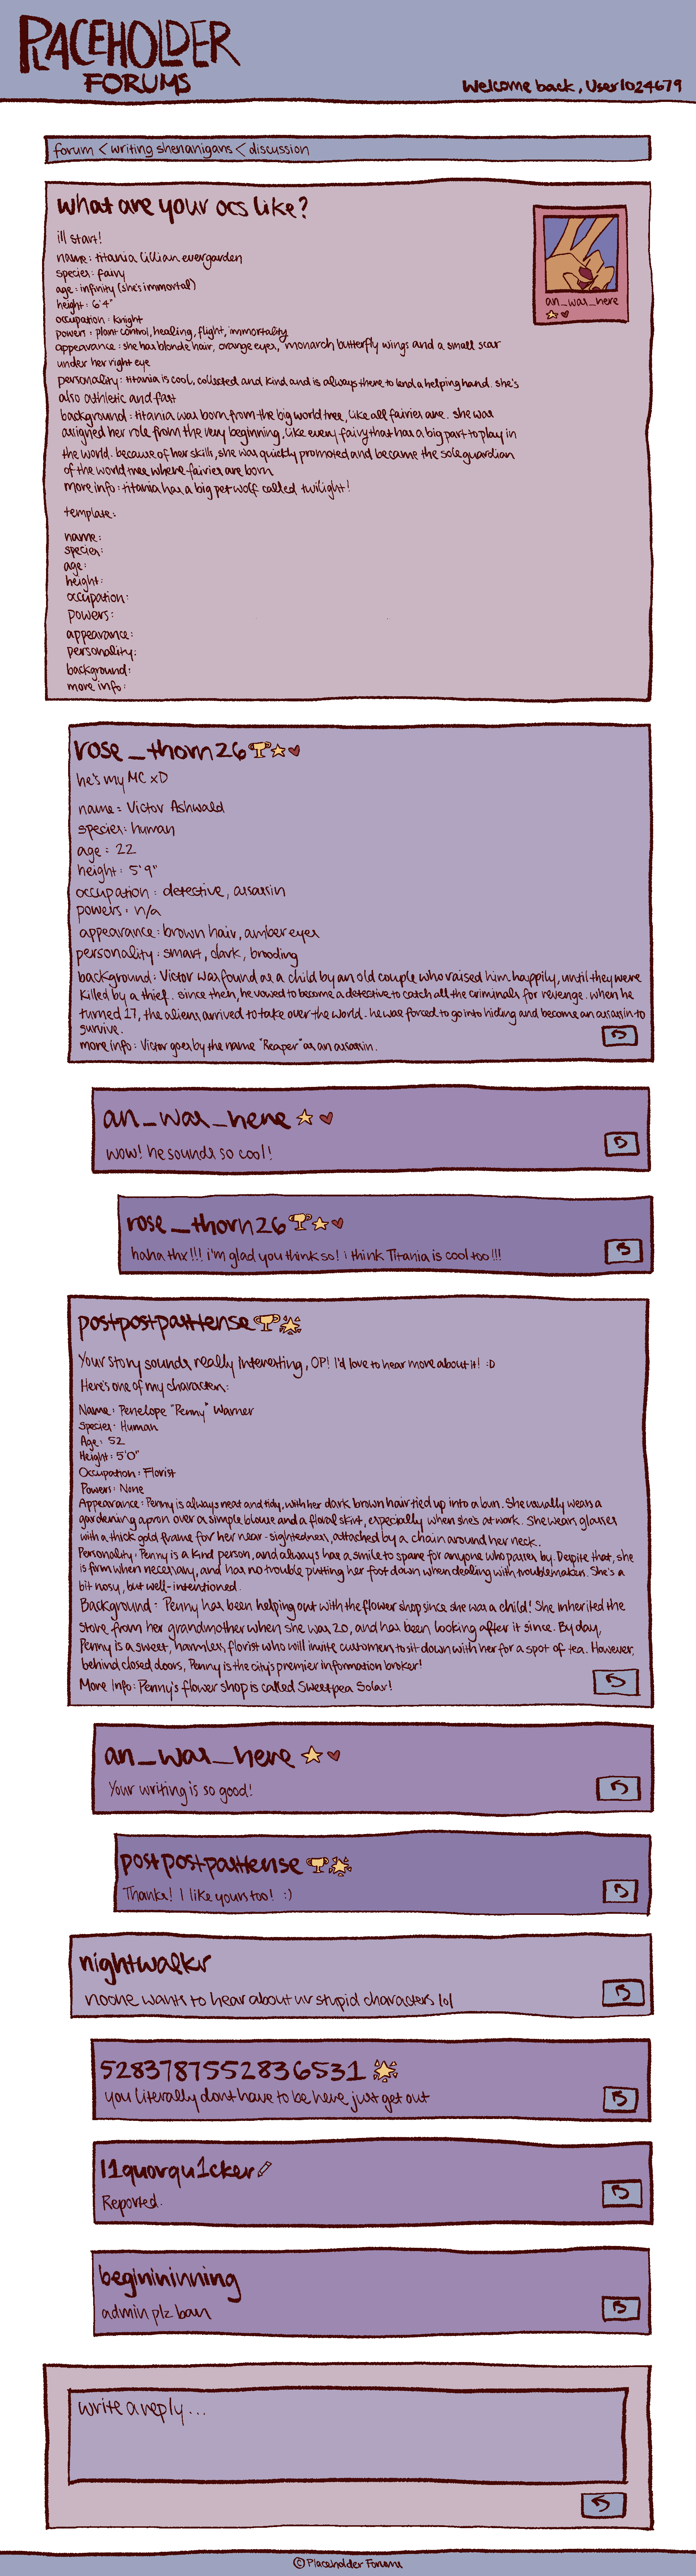 PLACEHOLDER
FORUMS
Welcome back, User1024679
forum < writing shenanigans < discussion
what are your ocs like?
ill start!
name: titania lillian evergarden
species: fairy
age: infinity (she's immortal)
height: 6'4"
occupation: knight
powers: plant control, healing, flight, immortality
appearance: she has blonde hair, orange eyes, monarch butterfly wings and a small scar
under her right eye
personality: titania is cool, collected and kind and is always there to lend a helping hand. she's
also athletic and fast
background: titania was born from the big world tree, like all fairies are. she was
assigned her role from the very beginning, like every fairy that has a big part to play in
the world. because of her skills, she was quickly promoted and became the sole guardian
of the world tree where fairies are born
more info: titania has a big pet wolf called twilight!
an_was_here
template:
name:
species:
age:
height:
occupation:
powers:
appearance:
personality:
background:
more info:
rose_thorn26
he's my MC xD
name: Victor Ashwald
species: human
age: 22
height: 5'9"
occupation: detective, assassin
powers: n/a
appearance: brown hair, amber eyes
personality: smart, dark, brooding
background: Victor was found as a child by an old couple who raised him happily, until they were
killed by a thief. since then, he vowed to become a detective to catch all the criminals for revenge. when he
turned 17, the aliens arrived to take over the world. he was forced to go into hiding and become an assassin to
survive.
more info: Victor goes by the name "Reaper" as an assassin.
an_was_here
wow! he sounds so cool!
rose_thorn26
haha thx!!! i'm glad you think so! i think Titania is cool too!!!
postpostpasttense
Your story sounds really interesting, OP! I'd love to hear more about it! :D
Here's one of my characters:
Name: Penelope "Penny" Warner
Species: Human
Age: 52
Height: 5'0"
Occupation: Florist
Powers: None
Appearance: Penny is always neat and tidy, with her dark brown hair tied up into a bun. She usually wears a
gardening apron over a simple blouse and a floral skirt, especially when she's at work. She wears glasses
with a thick gold frame for her near-sightedness, attached by a chain around her neck.
Personality: Penny is a kind person, and always has a smile to spare for anyone who passes by. Despite that, she
is firm when necessary, and has no trouble putting her foot down when dealing with troublemakers. She's a
bit nosy, but well-intentioned.
Background: Penny has been helping out with the flower shop since she was a child! She inherited the
store from her grandmother when she was 20, and has been looking after it since. By day,
Penny is a sweet, harmless florist who will invite customers to sit down with her for a spot of tea. However,
behind closed doors, Penny is the city's premier information broker!
More Info: Penny's flower shop is called Sweetpea Solar!
an_was_here
Your writing is so good!
postpostpasttense
Thanks! I like yours too! :)
nightwalkr
noone wants to hear about ur stupid characters lol
5283787552836531
you literally dont have to be here just get out
l1quorqu1cker
Reported.
beginininning
admin plz ban
write a reply...
© Placeholder Forums